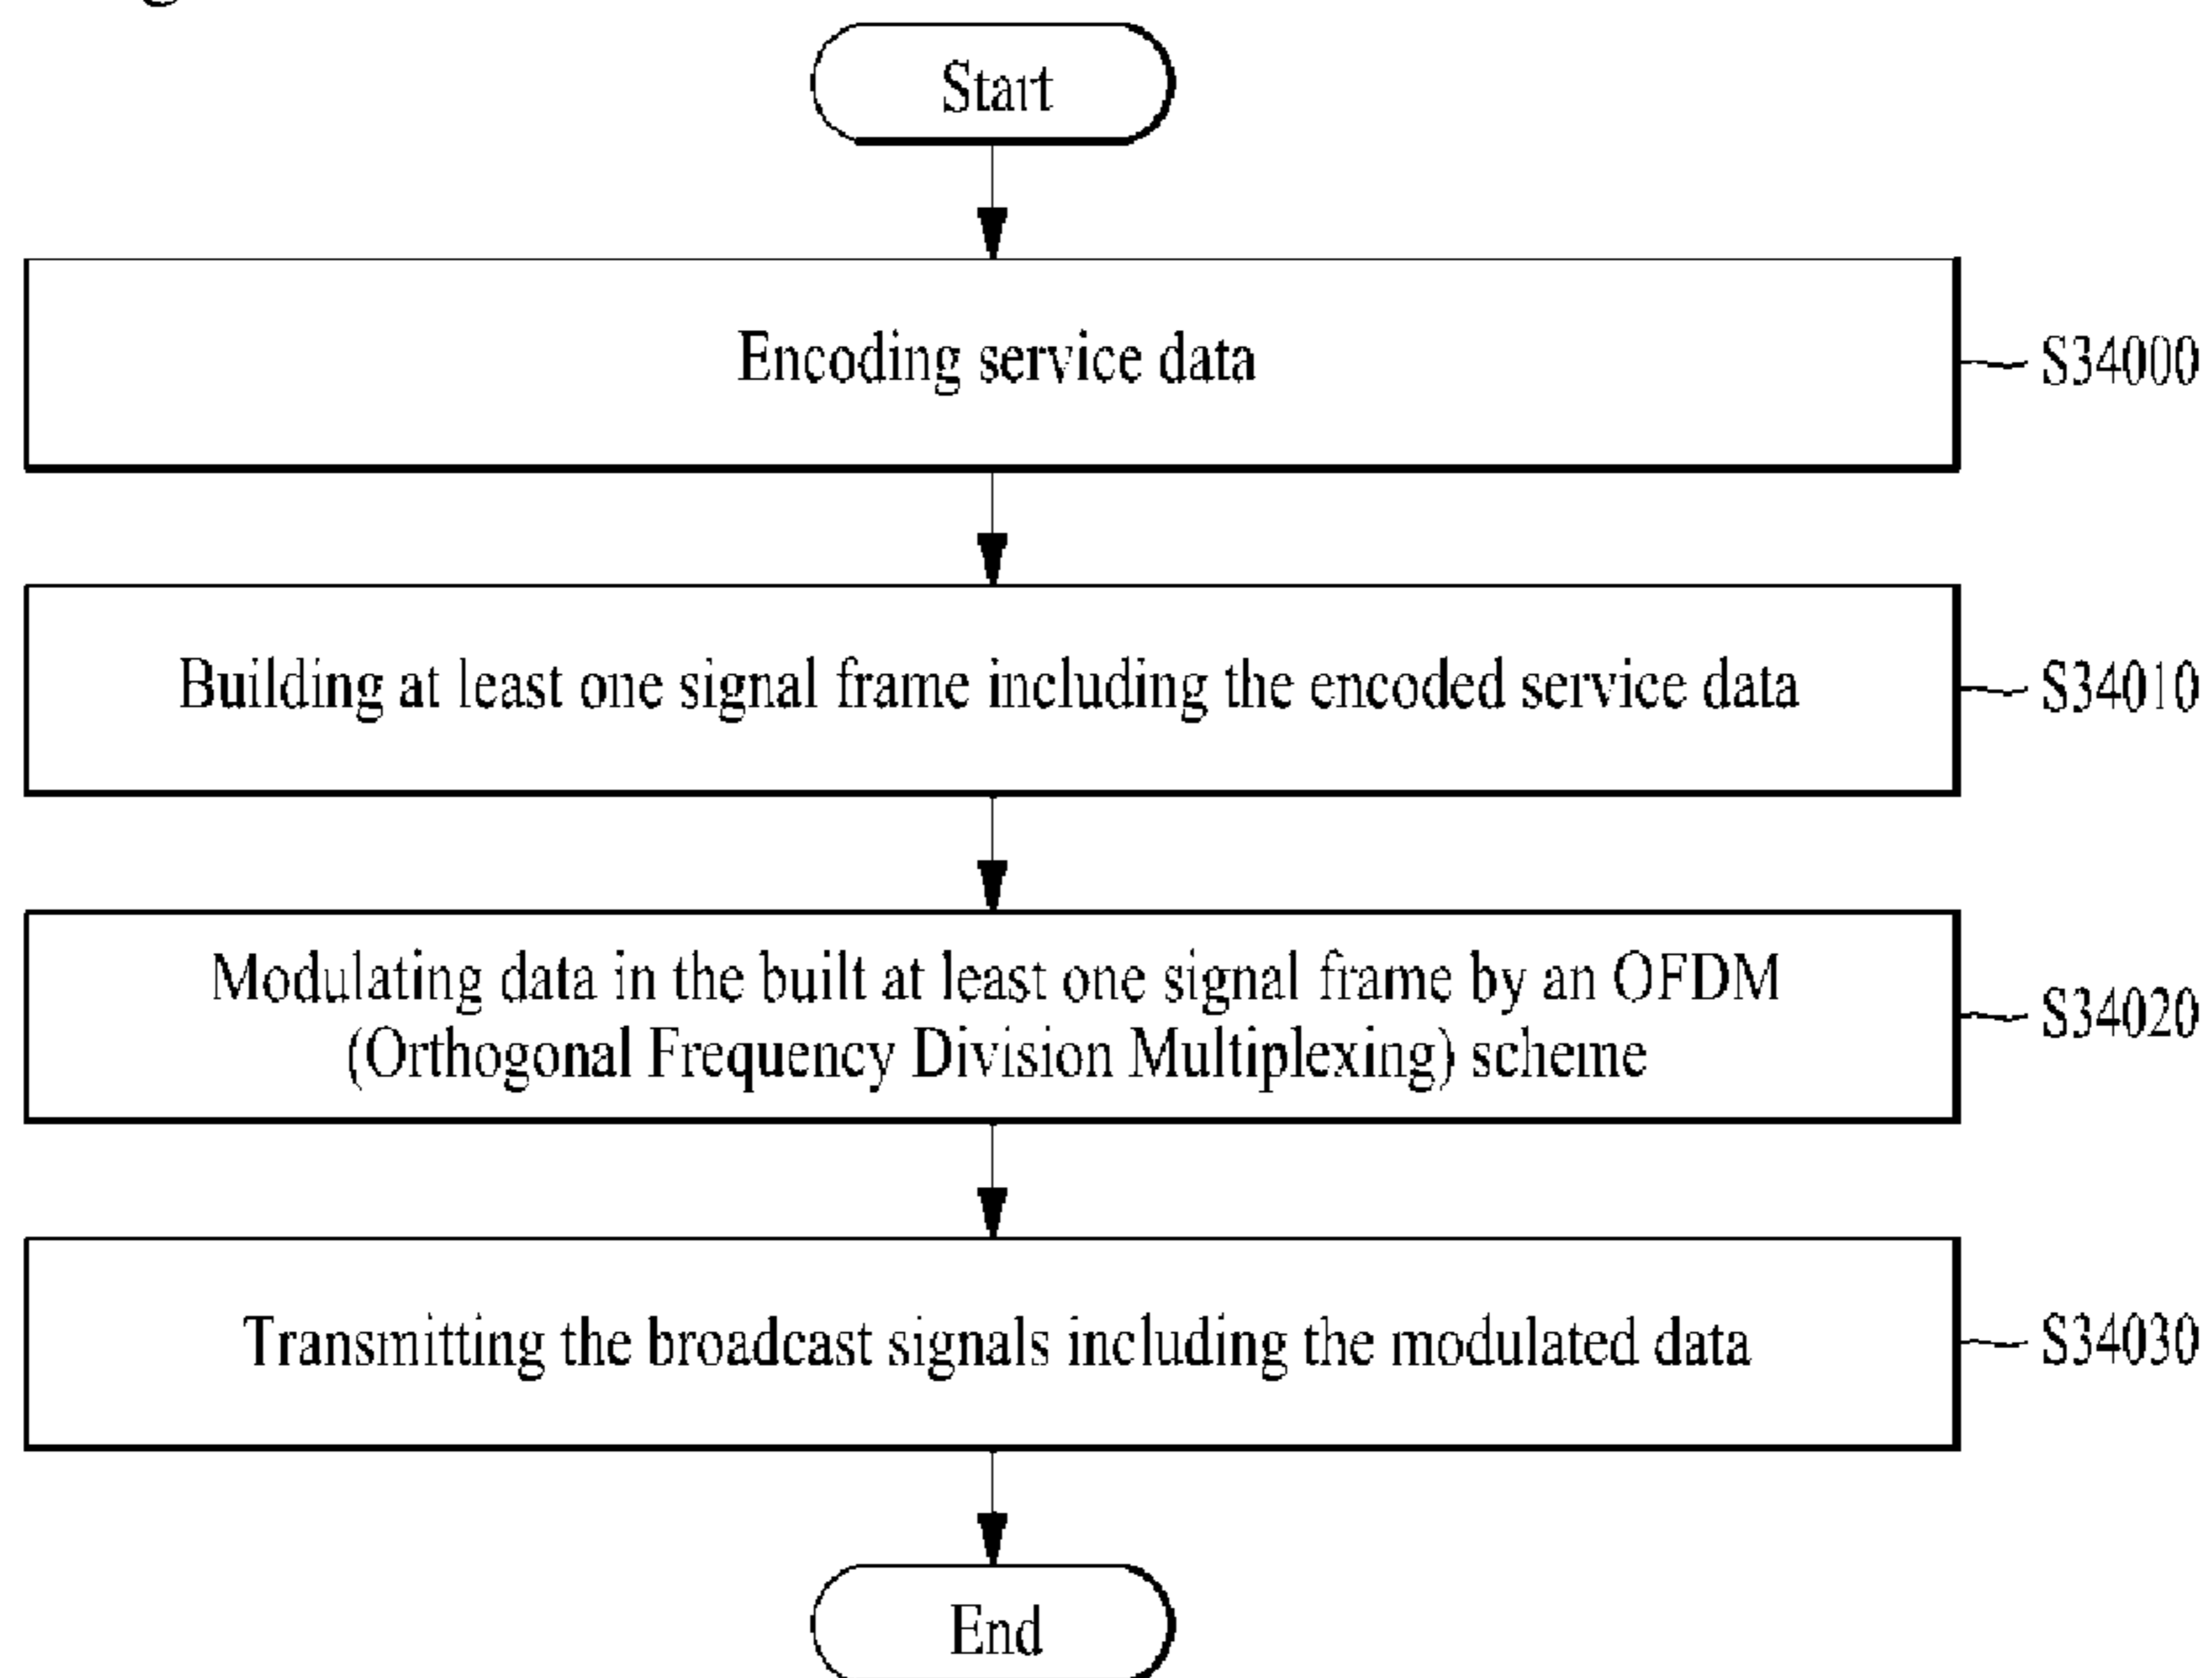 Start
Encoding service data
S34000
Building at least one signal frame including the encoded service data
S34010
Modulating data in the built at least one signal frame by an OFDM
(Orthogonal Frequency Division Multiplexing) scheme
S34020
Transmitting the broadcast signals including the modulated data
S34030
End